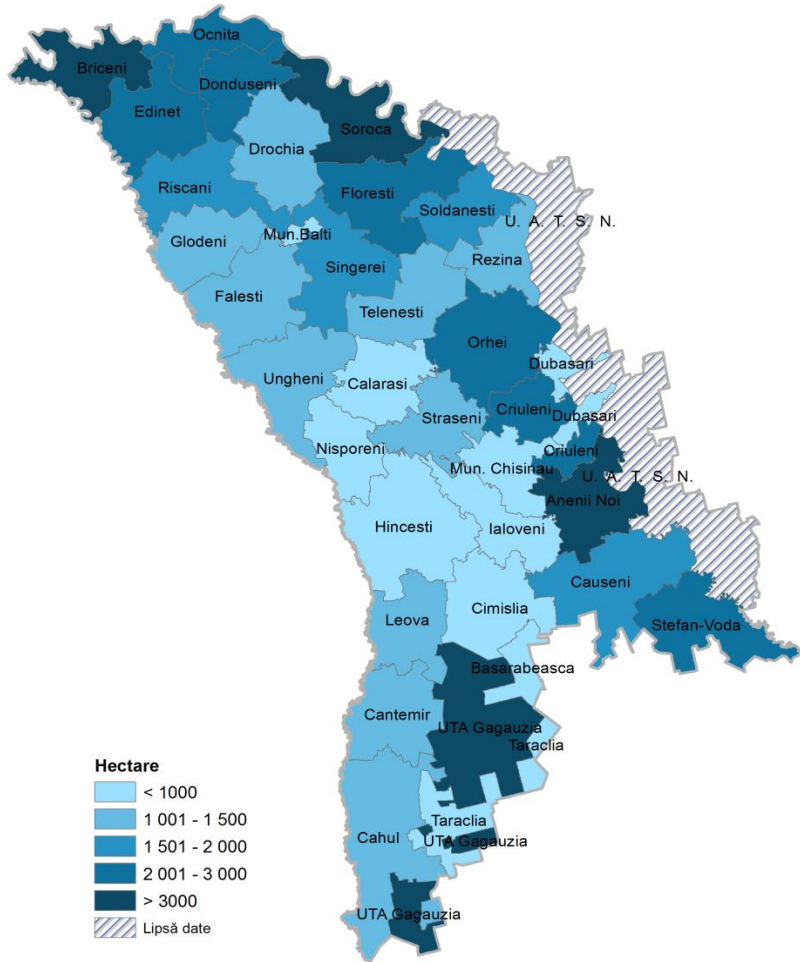 Ocnita
Briceni
Donduseni
Edinet
Soroca
Drochia
Riscani
Floresti
Soldanesti
U. A. T. S. N.
Glodeni
Mun.Balti
Singerei
Rezina
Falesti
Telenesti
Orhei
Dubasari
Ungheni
Calarasi
Criuleni
Dubasari
Straseni
Nisporeni
Criuleni
Mun. Chisinau
U. A. T. S. N.
Anenii Noi
Hincesti
Ialoveni
Causeni
Cimislia
Leova
Stefan-Voda
Basarabeasca
Cantemir
UTA Gagauzia
Taraclia
Hectare
< 1000
1 001 - 1 500
1 501 - 2 000
2 001 - 3 000
> 3000
Lipsă date
Taraclia
Cahul
UTA Gagauzia
UTA Gagauzia